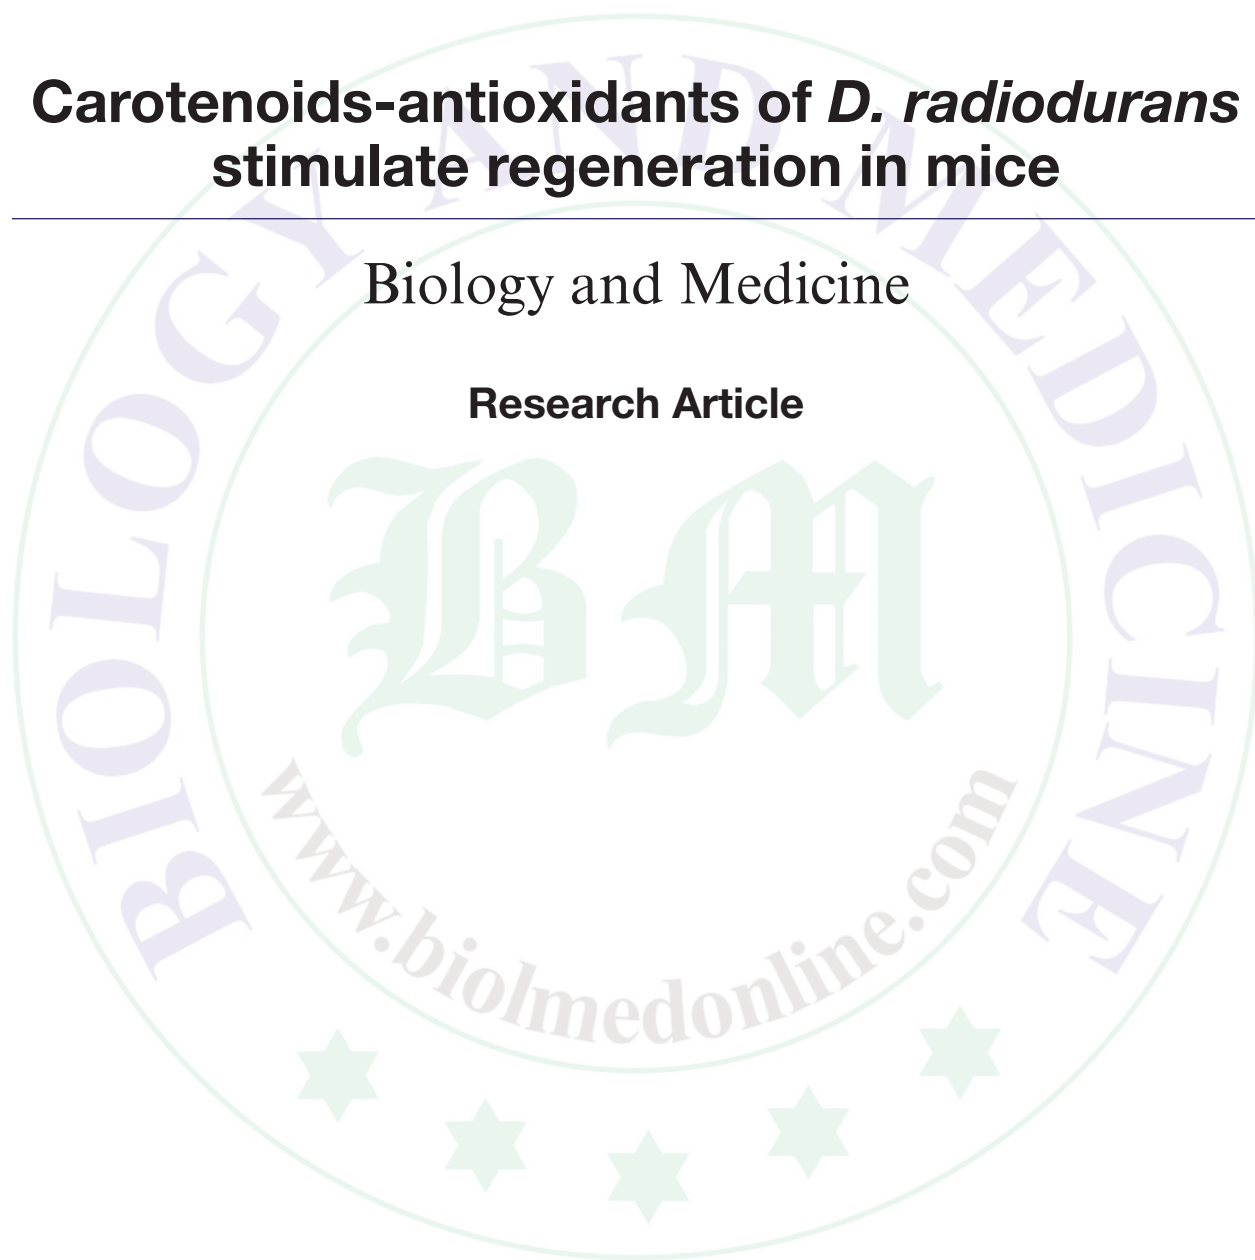 Carotenoids-antioxidants of D. radiodurans
stimulate regeneration in mice
Biology and Medicine
Research Article
BIOLOGY AND MEDICINE
BM
www.biolmedonline.com